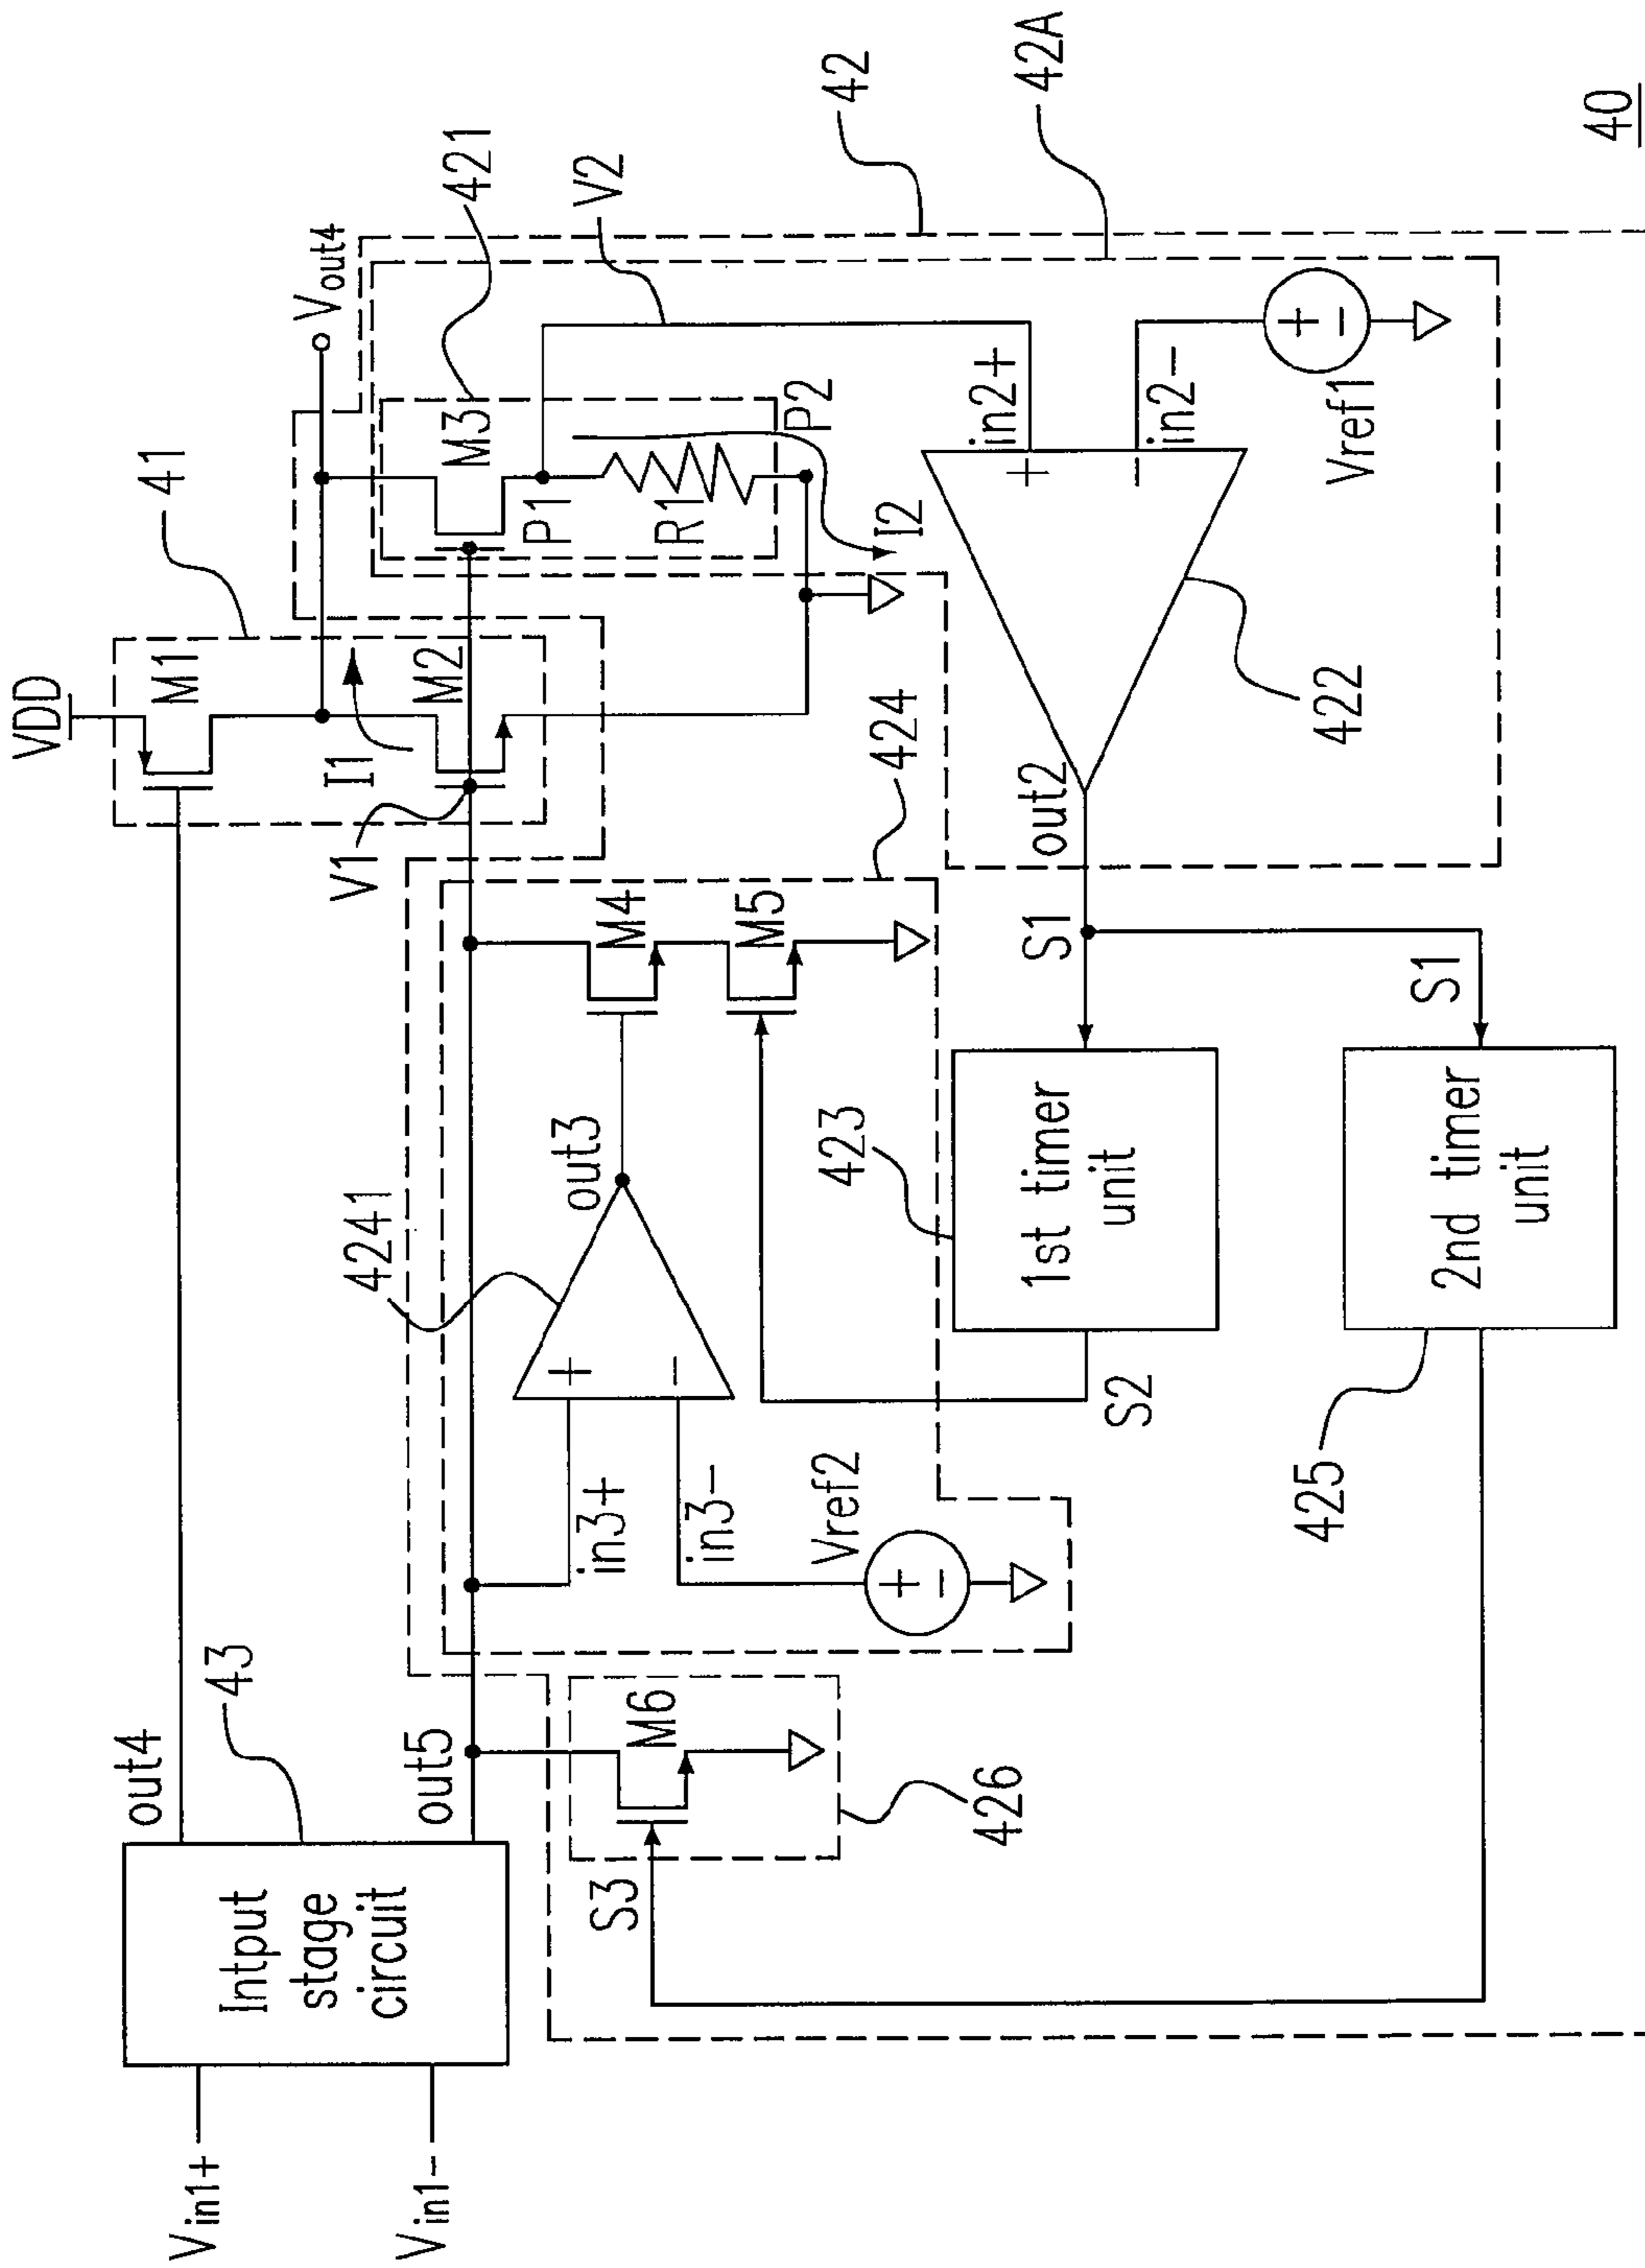 VDD
41
M1
Vout4
421
V2
42
42A
40
I1
M2
V1
M3
P1
R1
P2
I2
in2+
in2-
+
-
Vref1
+
-
422
out2
424
M4
M5
S1
S1
4241
out3
+
-
in3+
in3-
Vref2
+
-
423
1st timer
unit
S2
2nd timer
unit
425
out4
43
out5
M6
426
S3
Intput
stage
circuit
Vin1+
Vin1-